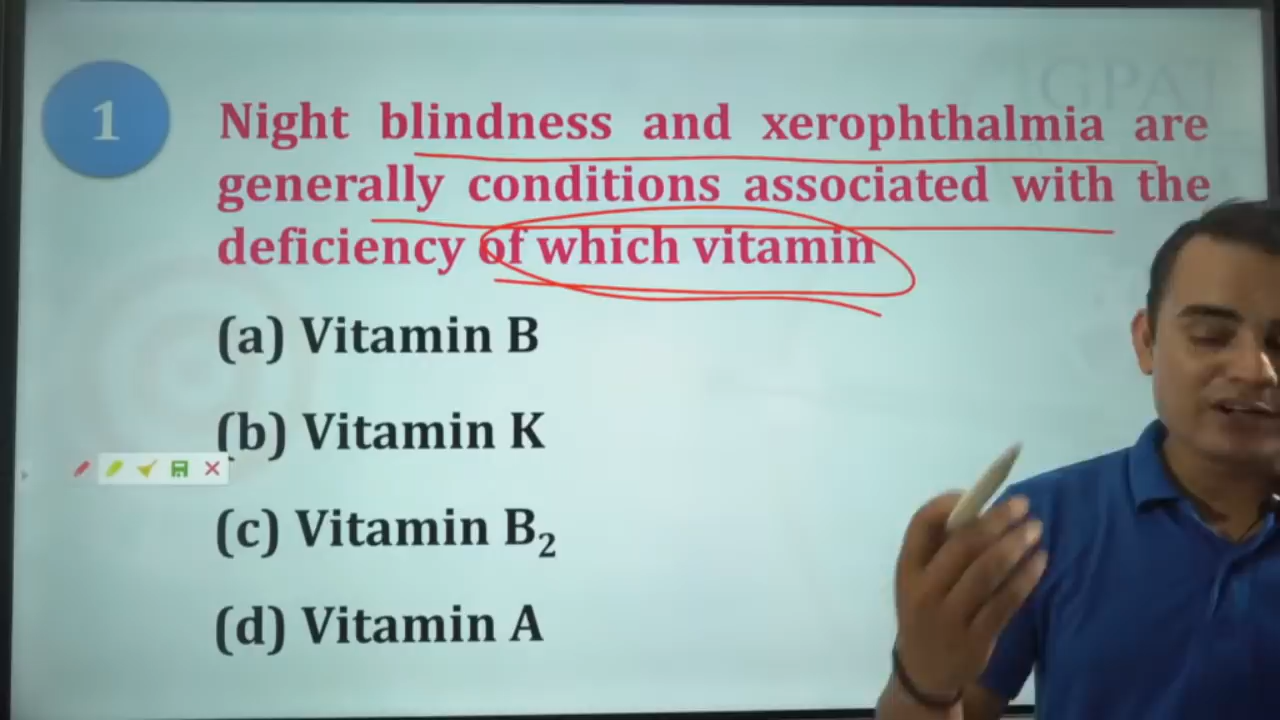 GPAT
1
Night blindness and xerophthalmia are
generally conditions associated with the
deficiency of which vitamin
(a) Vitamin B
(b) Vitamin K
(c) Vitamin B₂
(d) Vitamin A